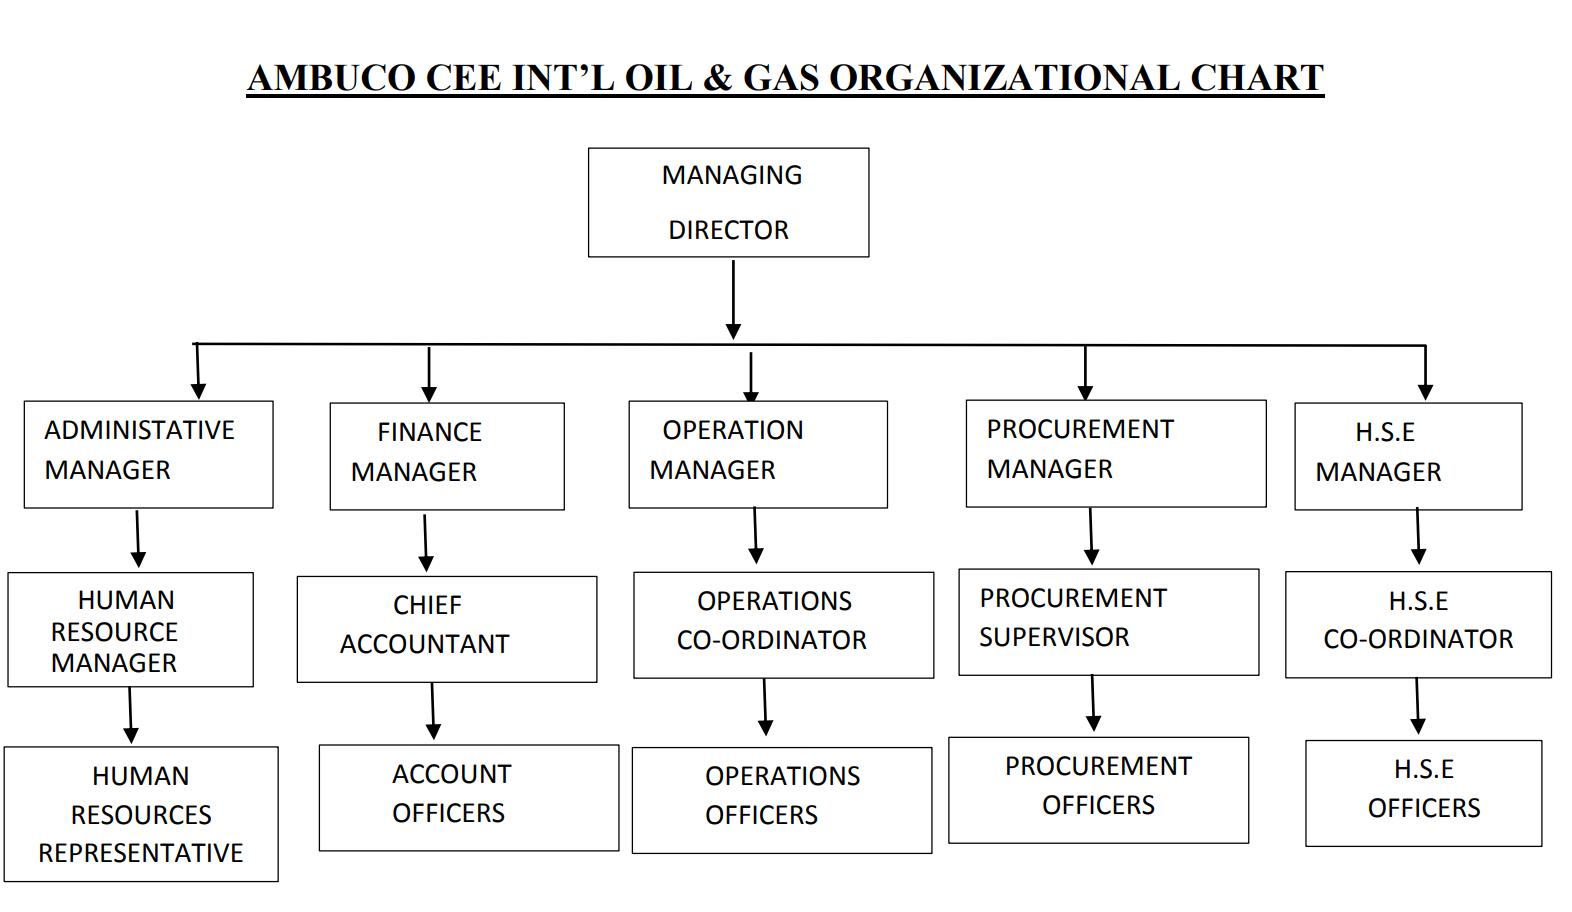 AMBUCO CEE INT’L OIL & GAS ORGANIZATIONAL CHART
MANAGING
DIRECTOR
ADMINISTATIVE
MANAGER
FINANCE
MANAGER
OPERATION
MANAGER
PROCUREMENT
MANAGER
H.S.E
MANAGER
HUMAN
RESOURCE
MANAGER
CHIEF
ACCOUNTANT
OPERATIONS
CO-ORDINATOR
PROCUREMENT
SUPERVISOR
H.S.E
CO-ORDINATOR
HUMAN
RESOURCES
REPRESENTATIVE
ACCOUNT
OFFICERS
OPERATIONS
OFFICERS
PROCUREMENT
OFFICERS
H.S.E
OFFICERS